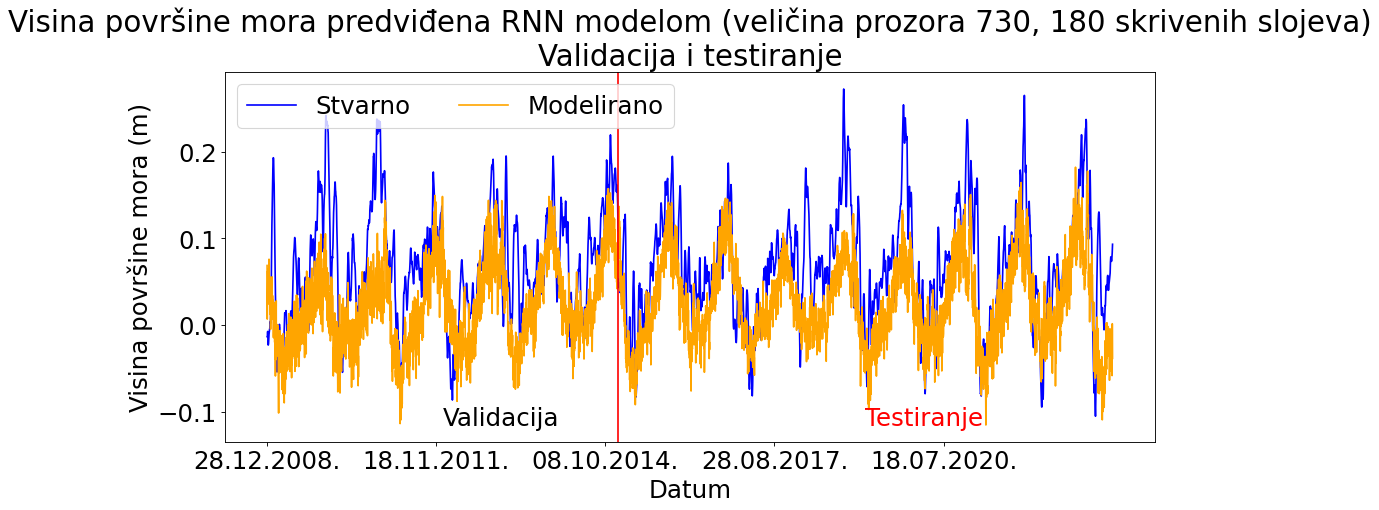 Visina površine mora predviđena RNN modelom (veličina prozora 730, 180 skrivenih slojeva)
Validacija i testiranje
Stvarno
Modelirano
Visina površine mora (m)
0.2
0.1
0.0
−0.1
Validacija
Testiranje
28.12.2008.
18.11.2011.
08.10.2014.
28.08.2017.
18.07.2020.
Datum